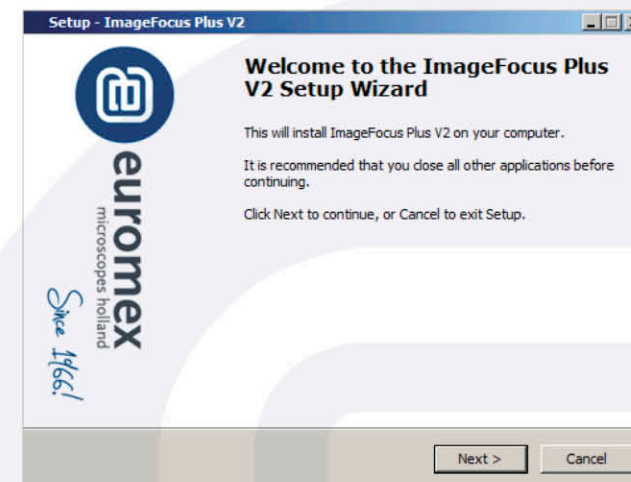 Setup - ImageFocus Plus V2
Welcome to the ImageFocus Plus
V2 Setup Wizard
This will install ImageFocus Plus V2 on your computer.
It is recommended that you close all other applications before
continuing.
Click Next to continue, or Cancel to exit Setup.
euromex
microscopes holland
Since 1966!
Next >
Cancel